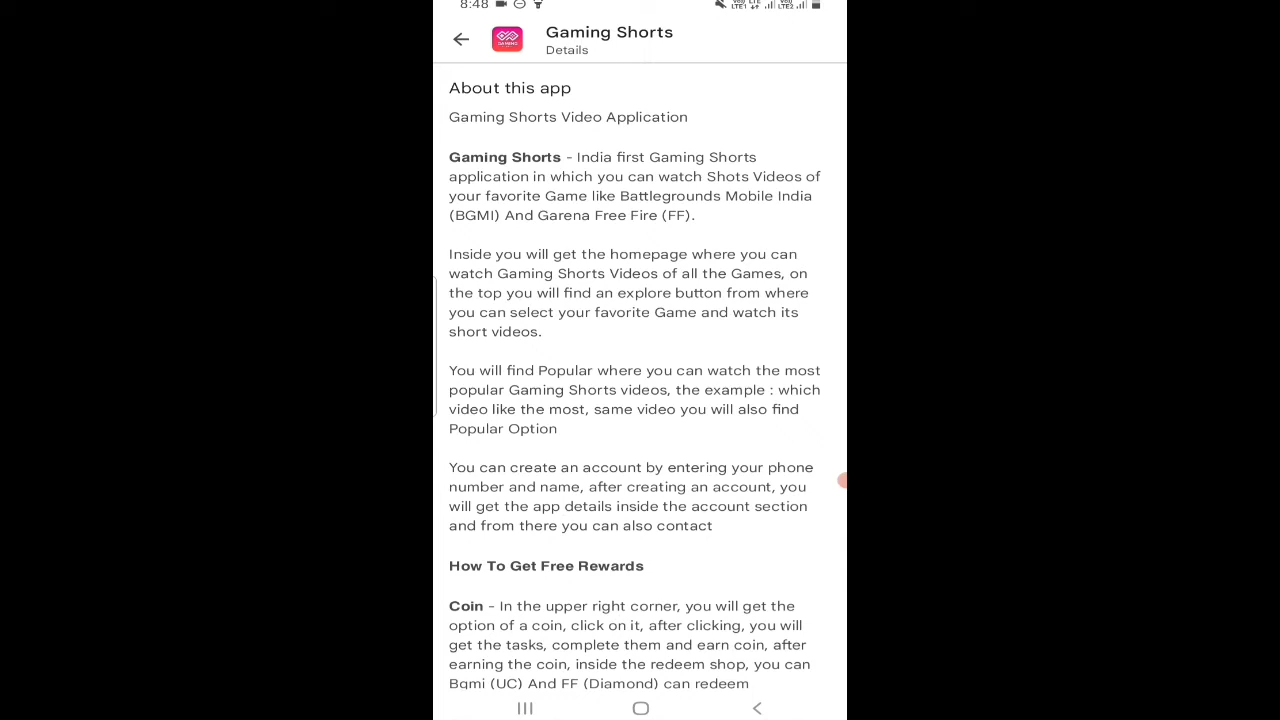 8:48
Gaming Shorts
Details
About this app
Gaming Shorts Video Application
Gaming Shorts - India first Gaming Shorts
application in which you can watch Shots Videos of
your favorite Game like Battlegrounds Mobile India
(BGMI) And Garena Free Fire (FF).
Inside you will get the homepage where you can
watch Gaming Shorts Videos of all the Games, on
the top you will find an explore button from where
you can select your favorite Game and watch its
short videos.
You will find Popular where you can watch the most
popular Gaming Shorts videos, the example : which
video like the most, same video you will also find
Popular Option
You can create an account by entering your phone
number and name, after creating an account, you
will get the app details inside the account section
and from there you can also contact
How To Get Free Rewards
Coin - In the upper right corner, you will get the
option of a coin, click on it, after clicking, you will
get the tasks, complete them and earn coin, after
earning the coin, inside the redeem shop, you can
Bgmi (UC) And FF (Diamond) can redeem